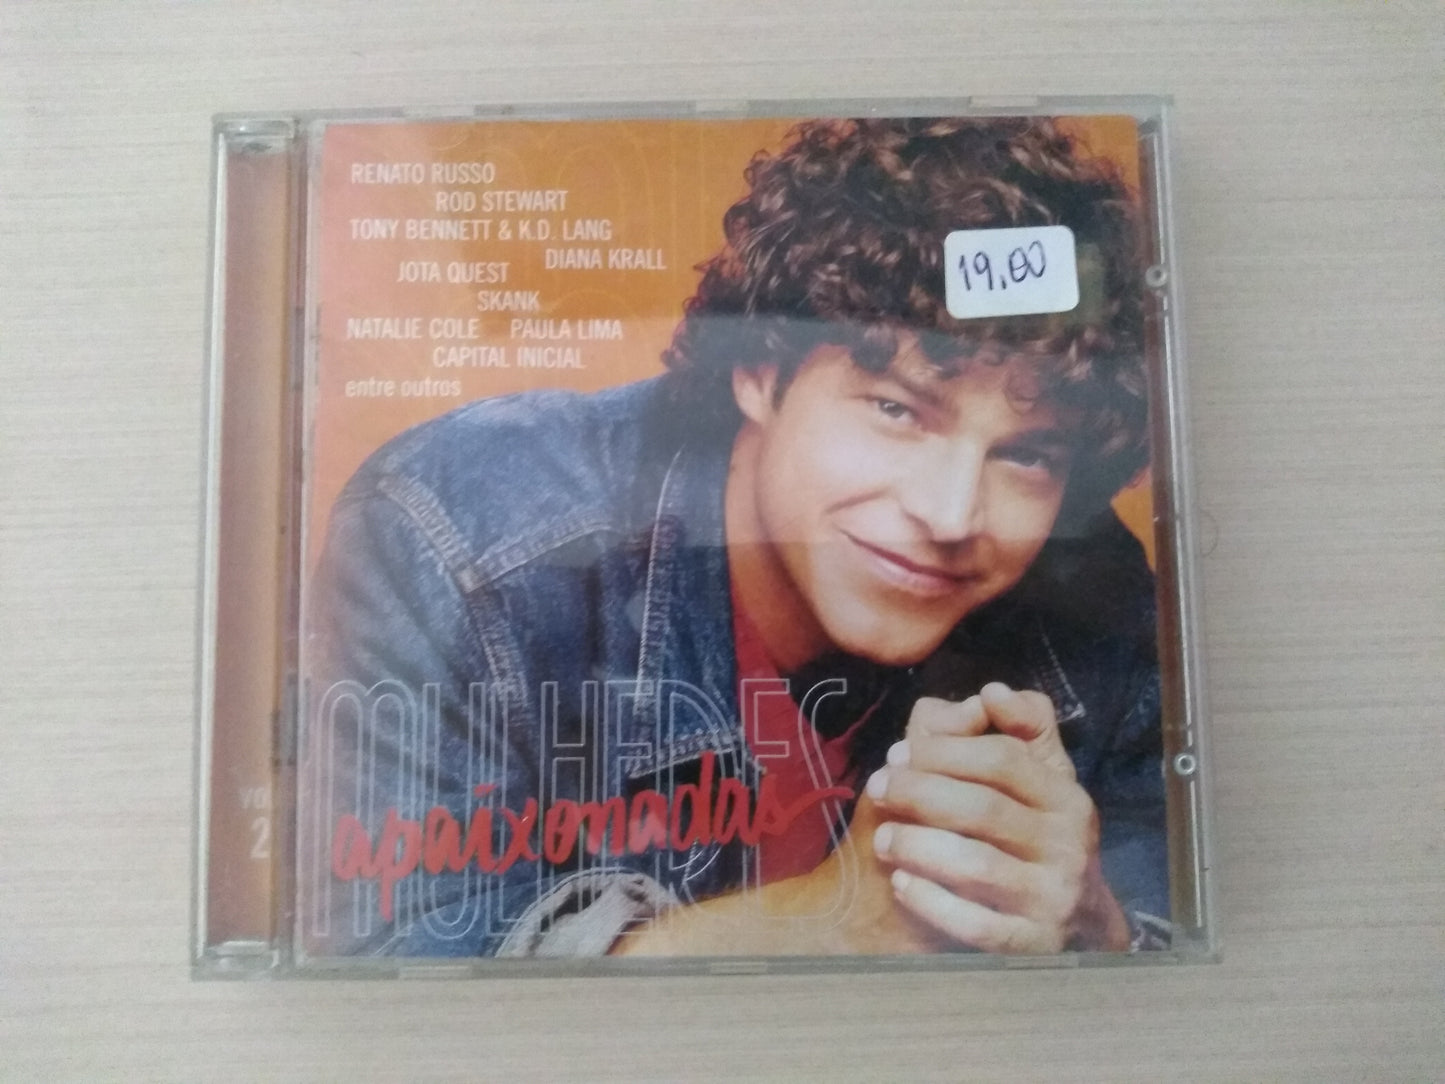 RENATO RUSSO
ROD STEWART
TONY BENNETT & K.D. LANG
DIANA KRALL
JOTA QUEST
SKANK
NATALIE COLE PAULA LIMA
CAPITAL INICIAL
entre outros
19,00
MULHERES
apaixonadas
2